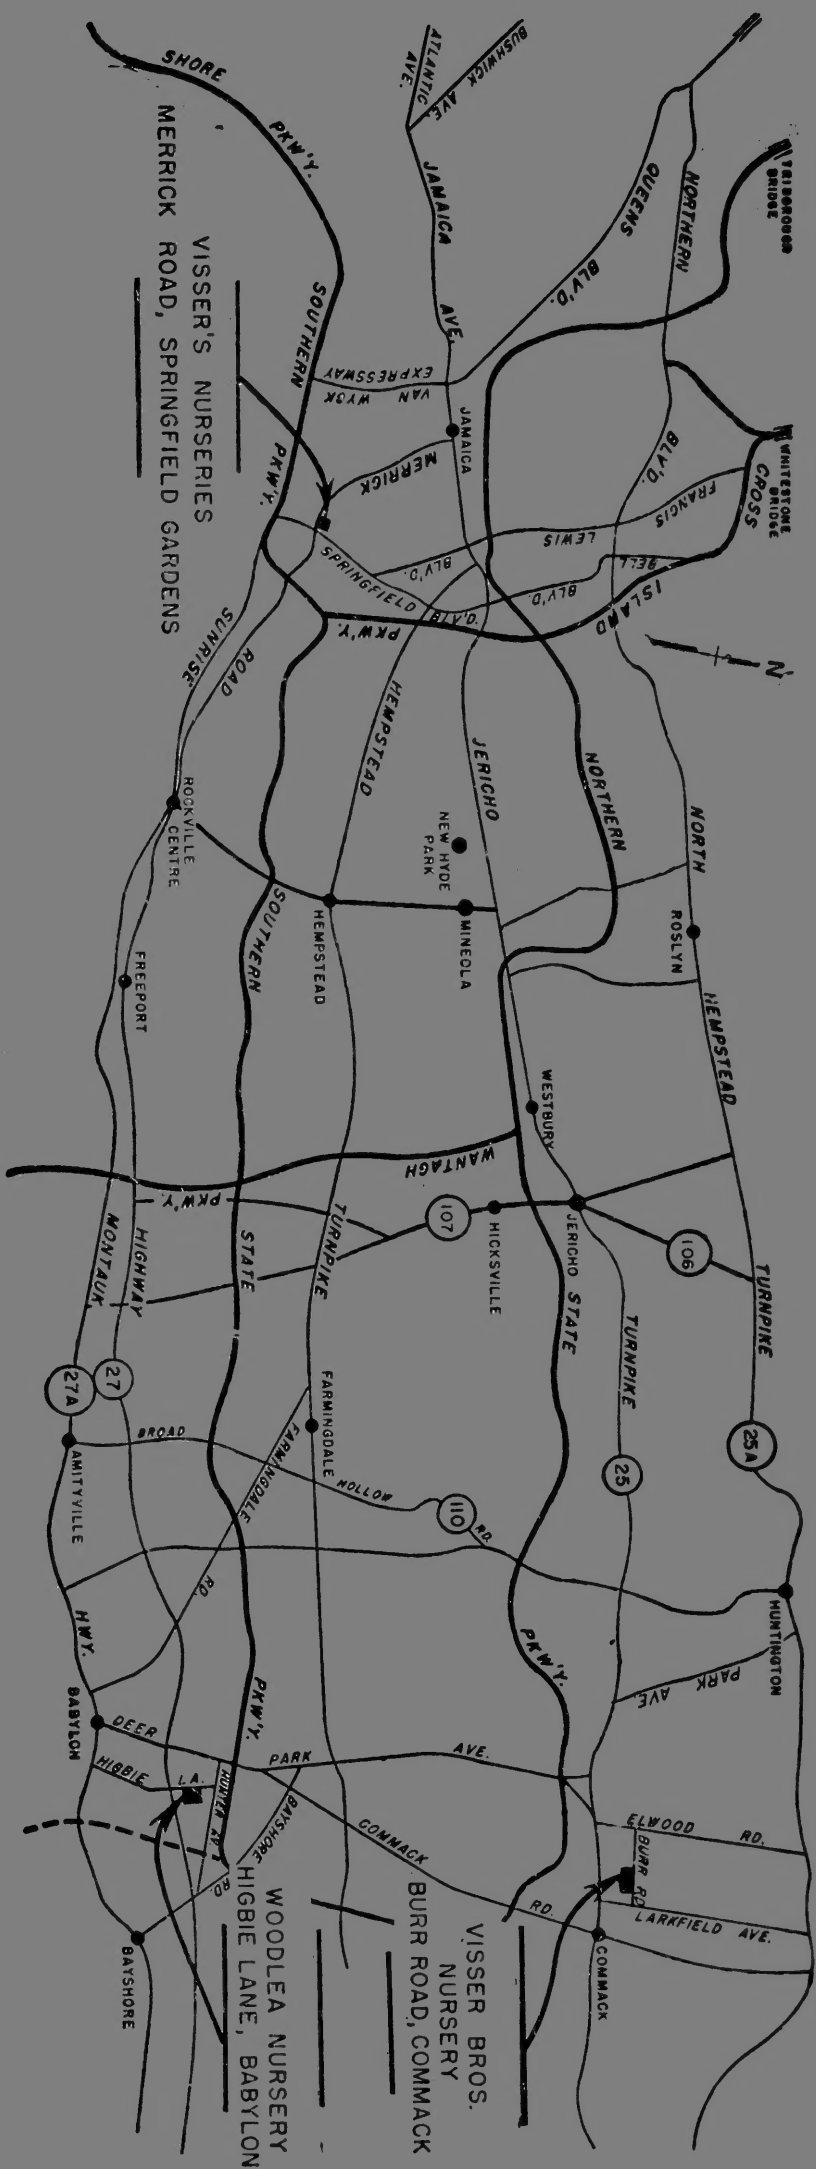 SHORE
PKW'Y.
SOUTHERN
PKW'Y.
BUSHWICK AVE.
ATLANTIC
AVE.
JAMAICA
AVE.
QUEENS
BLV'D.
NORTHERN
BLV'D.
TRIBOROUGH
BRIDGE
WHITESTONE
BRIDGE
CROSS
ISLAND
PKW'Y.
VAN WYCK
EXPRESSWAY
JAMAICA
MERRICK
ROAD
FRANCIS
LEWIS
BLV'D.
BELL
BLV'D.
SPRINGFIELD
BLV'D.
N
VISSER'S NURSERIES
MERRICK ROAD, SPRINGFIELD GARDENS
SUNRISE
HIGHWAY
HEMPSTEAD
TURNPIKE
JERICHO
TURNPIKE
NORTHERN
STATE
PKW'Y.
NORTH
HEMPSTEAD
TURNPIKE
ROSLYN
NEW HYDE
PARK
MINEOLA
HEMPSTEAD
ROCKVILLE
CENTRE
FREEPORT
SOUTHERN
STATE
PKW'Y.
WESTBURY
WANTAGH
PKW'Y.
JERICHO
HICKSVILLE
107
106
25A
25
27
27A
MONTAUK
HWY.
AMITYVILLE
BROAD
HOLLOW
RD.
110
FARMINGDALE
FARMINGDALE
RD.
HUNTINGTON
PARK
AVE
BABYLON
DEER
PARK
AVE.
HIGBIE
LA.
HUNTER AV.
BAYSHORE
RD.
BAYSHORE
COMMACK
RD.
COMMACK
ELWOOD
RD.
BURR RD
LARKFIELD AVE.
VISSER BROS.
NURSERY
BURR ROAD, COMMACK
WOODLEA NURSERY
HIGBIE LANE, BABYLON